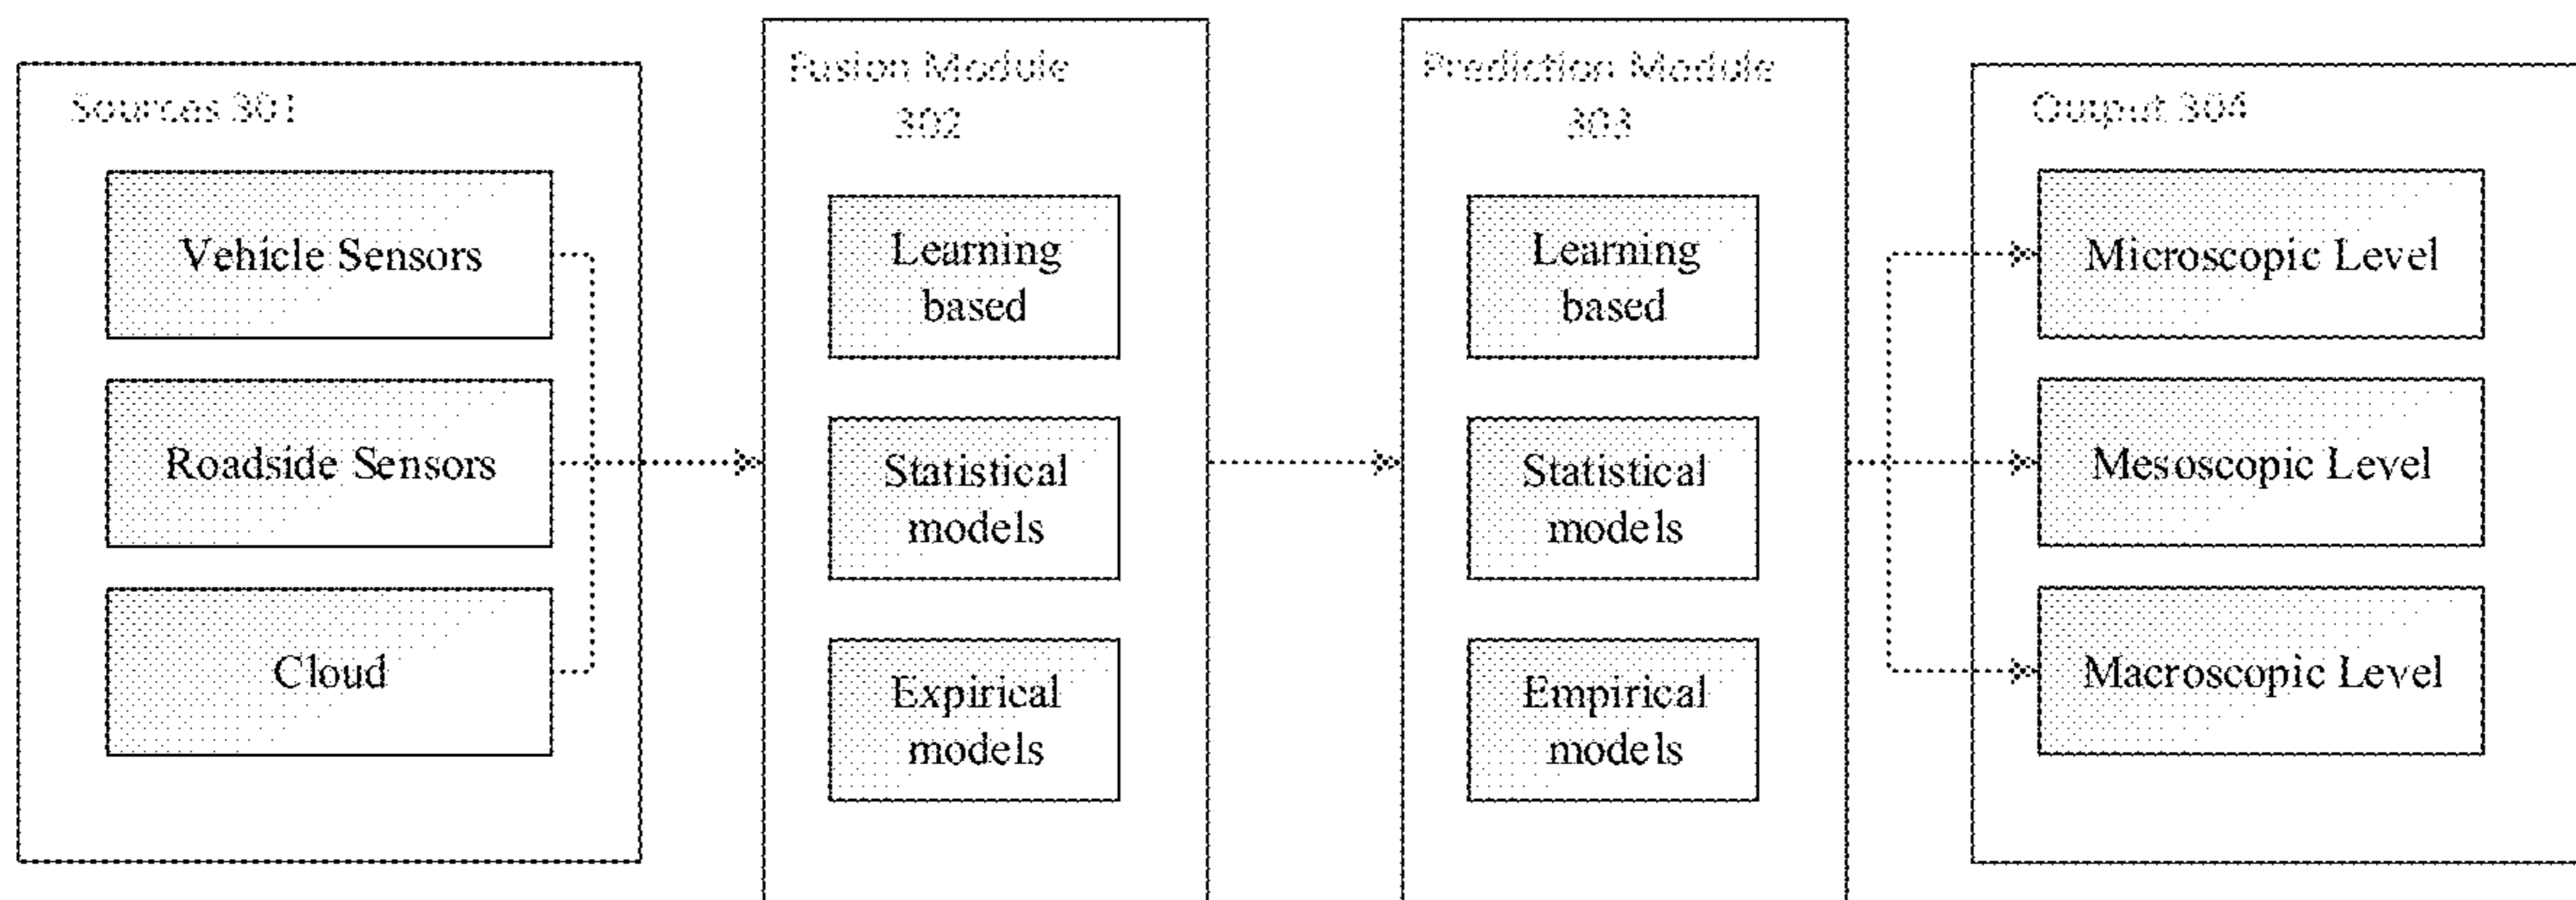 Sources 301
Vehicle Sensors
Roadside Sensors
Cloud
Fusion Module
302
Learning
based
Statistical
models
Expirical
models
Prediction Module
303
Learning
based
Statistical
models
Empirical
models
Output 304
Microscopic Level
Mesoscopic Level
Macroscopic Level